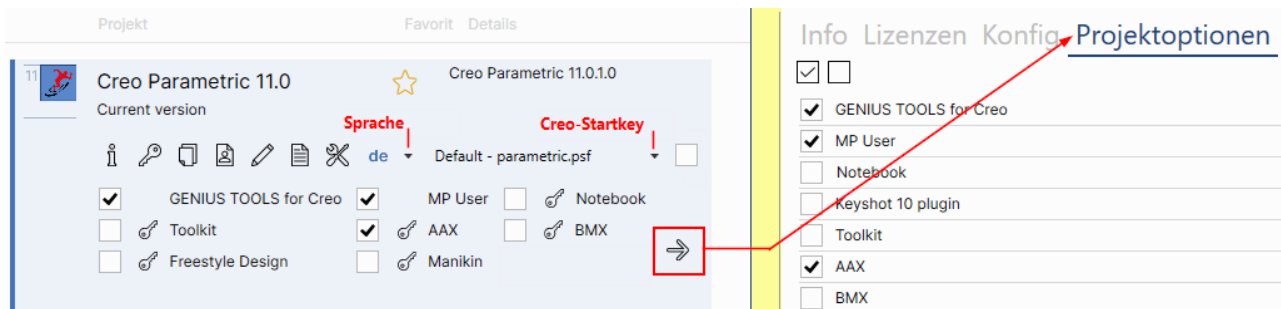 Projekt Favorit Details
11 Creo Parametric 11.0 Creo Parametric 11.0.1.0
Current version
Sprache Creo-Startkey
de Default - parametric.psf
GENIUS TOOLS for Creo MP User Notebook
Toolkit AAX BMX
Freestyle Design Manikin
Info Lizenzen Konfig Projektoptionen
GENIUS TOOLS for Creo
MP User
Notebook
Keyshot 10 plugin
Toolkit
AAX
BMX